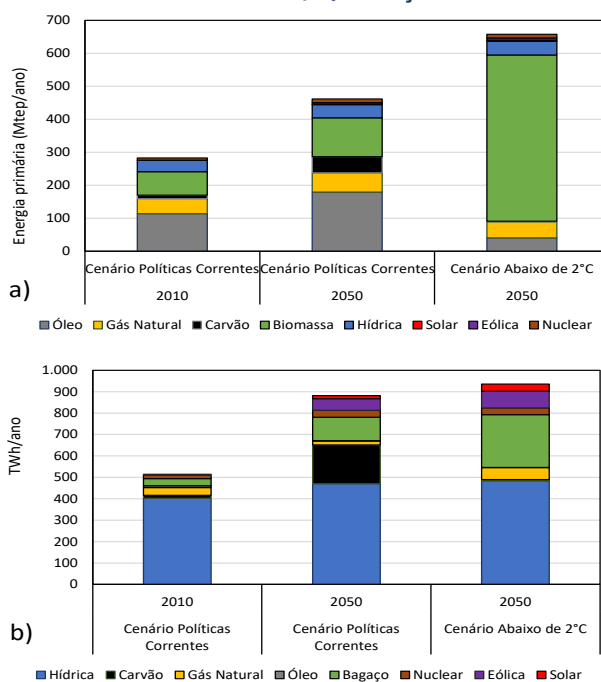 700
600
500
400
300
200
100
0
Energia primária (Mtep/ano)
Cenário Políticas Correntes Cenário Políticas Correntes Cenário Abaixo de 2°C
2010 2050 2050
a)
Óleo Gás Natural Carvão Biomassa Hídrica Solar Eólica Nuclear
1.000
900
800
700
600
500
400
300
200
100
0
TWh/ano
2010 2050 2050
Cenário Políticas Correntes Cenário Políticas Correntes Cenário Abaixo de 2°C
b)
Hídrica Carvão Gás Natural Óleo Bagaço Nuclear Eólica Solar